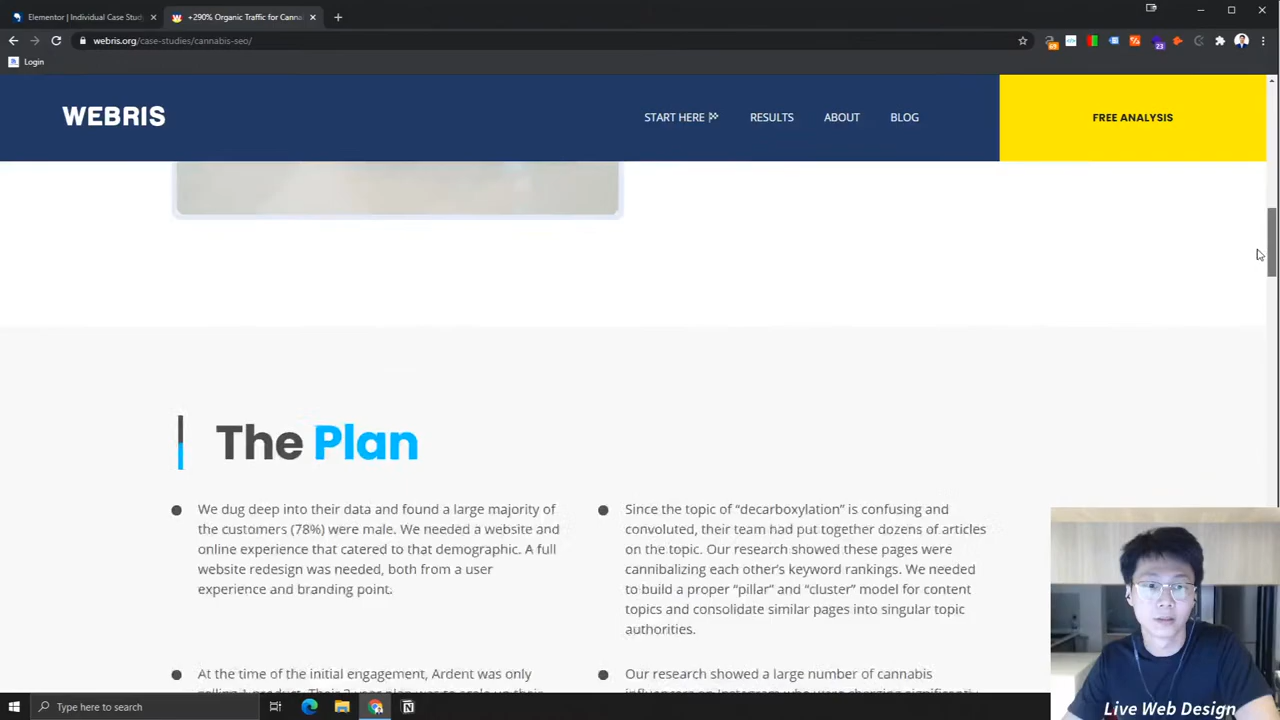 Elementor | Individual Case Stud
+290% Organic Traffic for Canna
webris.org/case-studies/cannabis-seo/
69
23
Login
WEBRIS
START HERE
RESULTS
ABOUT
BLOG
FREE ANALYSIS
The Plan
We dug deep into their data and found a large majority of
the customers (78%) were male. We needed a website and
online experience that catered to that demographic. A full
website redesign was needed, both from a user
experience and branding point.
Since the topic of “decarboxylation” is confusing and
convoluted, their team had put together dozens of articles
on the topic. Our research showed these pages were
cannibalizing each other’s keyword rankings. We needed
to build a proper “pillar” and “cluster” model for content
topics and consolidate similar pages into singular topic
authorities.
At the time of the initial engagement, Ardent was only
Our research showed a large number of cannabis
Type here to search
Live Web Design